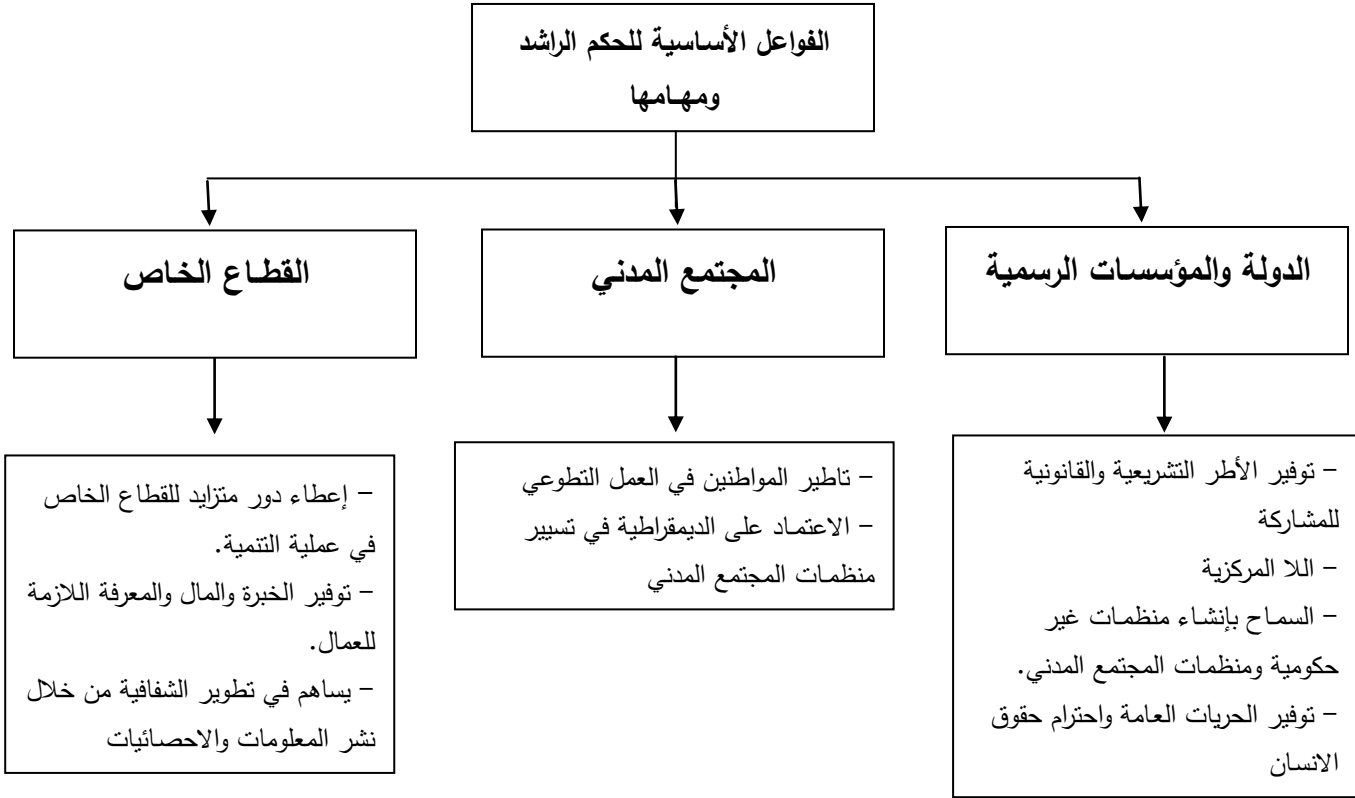 الفواعل الأساسية للحكم الراشد
ومهامها
الدولة والمؤسسات الرسمية
المجتمع المدني
القطاع الخاص
– توفير الأطر التشريعية والقانونية
للمشاركة
– اللا المركزية
– السماح بإنشاء منظمات غير
حكومية ومنظمات المجتمع المدني.
– توفير الحريات العامة واحترام حقوق
الانسان
– تاطير المواطنين في العمل التطوعي
– الاعتماد على الديمقراطية في تسيير
منظمات المجتمع المدني
– إعطاء دور متزايد للقطاع الخاص
في عملية التنمية.
– توفير الخبرة والمال والمعرفة اللازمة
للعمال.
– يساهم في تطوير الشفافية من خلال
نشر المعلومات والاحصائيات